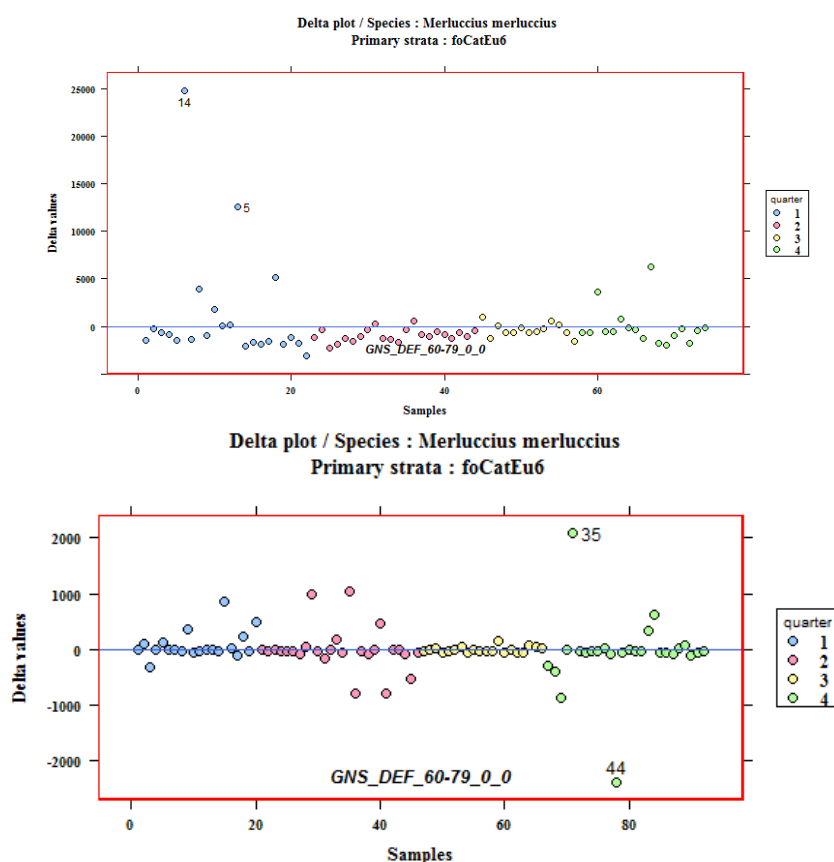 Delta plot / Species : Merluccius merluccius
Primary strata : foCatEu6
25000
20000
15000
10000
5000
0
Delta values
14
5
GNS_DEF_60-79_0_0
0
20
40
60
Samples
quarter
1
2
3
4
Delta plot / Species : Merluccius merluccius
Primary strata : foCatEu6
2000
1000
0
-1000
-2000
Delta values
35
44
GNS_DEF_60-79_0_0
0
20
40
60
80
Samples
quarter
1
2
3
4